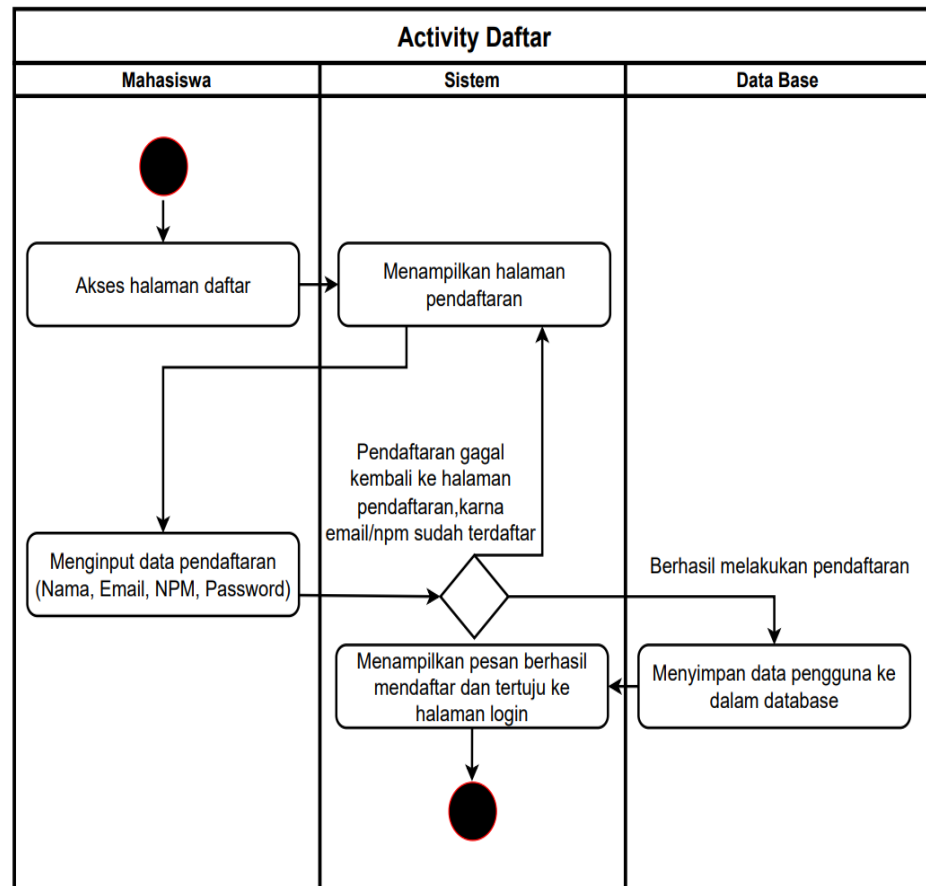 Activity Daftar
Mahasiswa
Sistem
Data Base
Akses halaman daftar
Menampilkan halaman
pendaftaran
Pendaftaran gagal
kembali ke halaman
pendaftaran,karna
email/npm sudah terdaftar
Menginput data pendaftaran
(Nama, Email, NPM, Password)
Berhasil melakukan pendaftaran
Menampilkan pesan berhasil
mendaftar dan tertuju ke
halaman login
Menyimpan data pengguna ke
dalam database